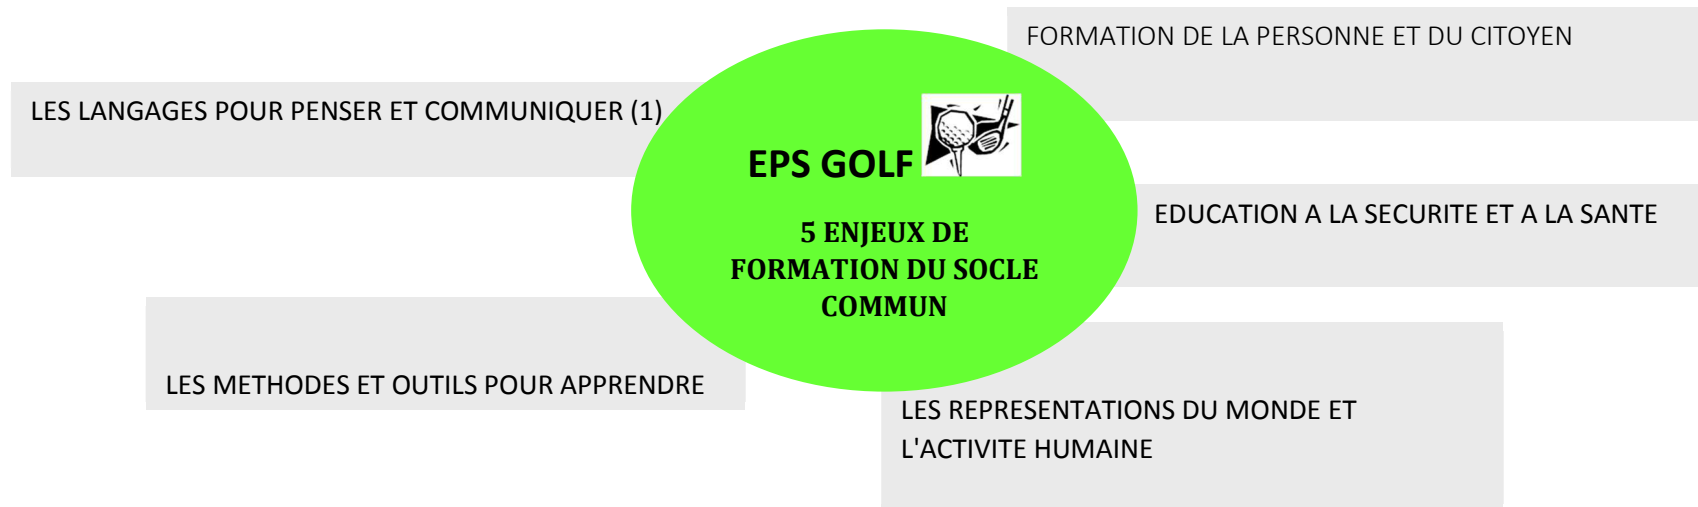 FORMATION DE LA PERSONNE ET DU CITOYEN
LES LANGAGES POUR PENSER ET COMMUNIQUER (1)
EPS GOLF
5 ENJEUX DE
FORMATION DU SOCLE
COMMUN
EDUCATION A LA SECURITE ET A LA SANTE
LES METHODES ET OUTILS POUR APPRENDRE
LES REPRESENTATIONS DU MONDE ET
L'ACTIVITE HUMAINE